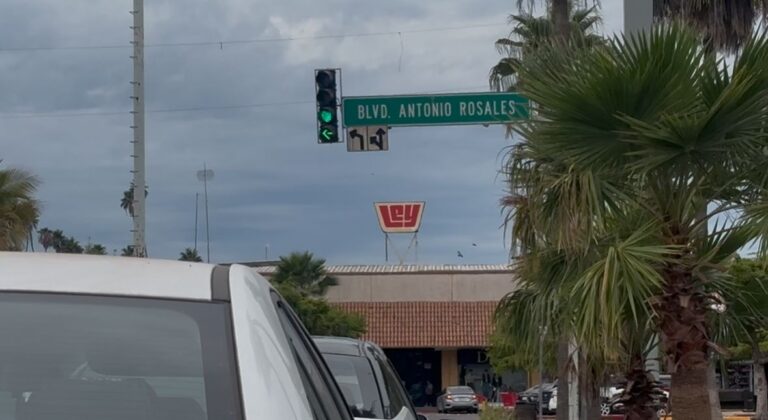 BLVD. ANTONIO ROSALES
LEY